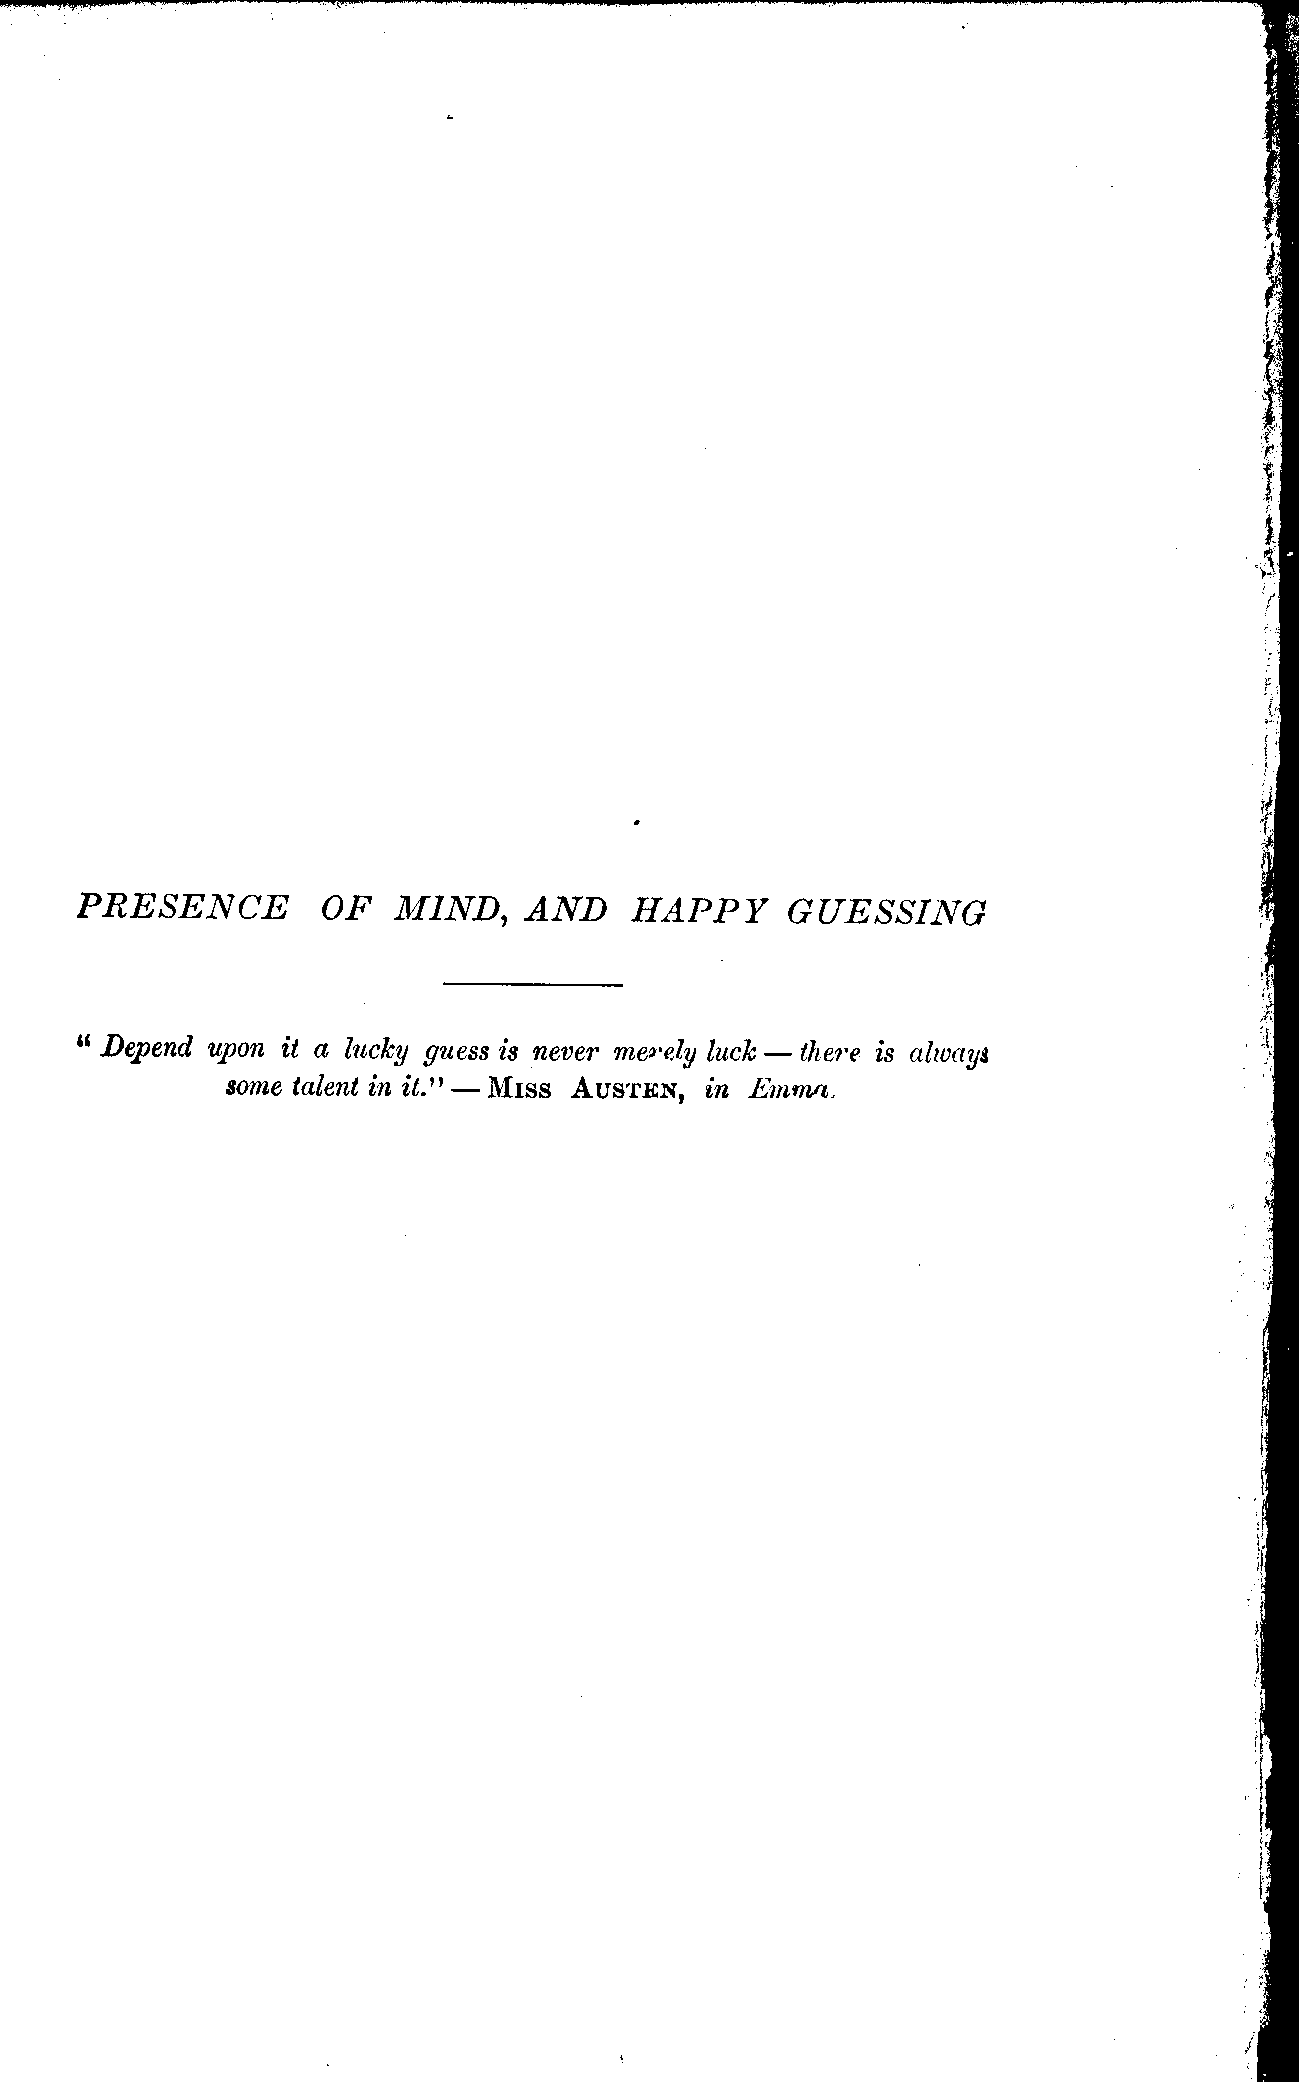 PRESENCE OF MIND, AND HAPPY GUESSING
“Depend upon it a lucky guess is never merely luck — there is always
some talent in it.” — MISS AUSTEN, in Emma.